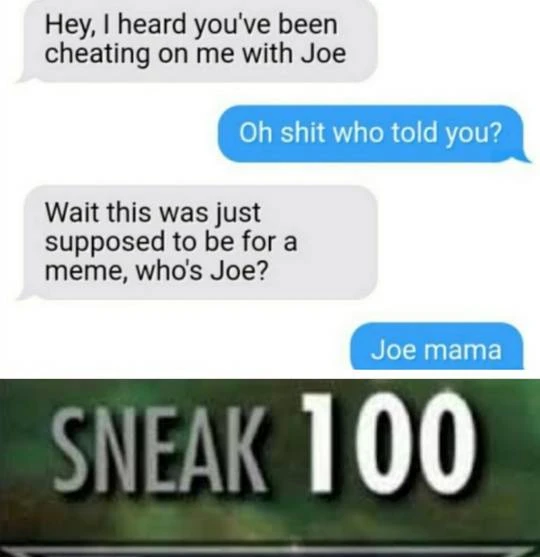 Hey, I heard you've been
cheating on me with Joe
Oh shit who told you?
Wait this was just
supposed to be for a
meme, who's Joe?
Joe mama
SNEAK 100